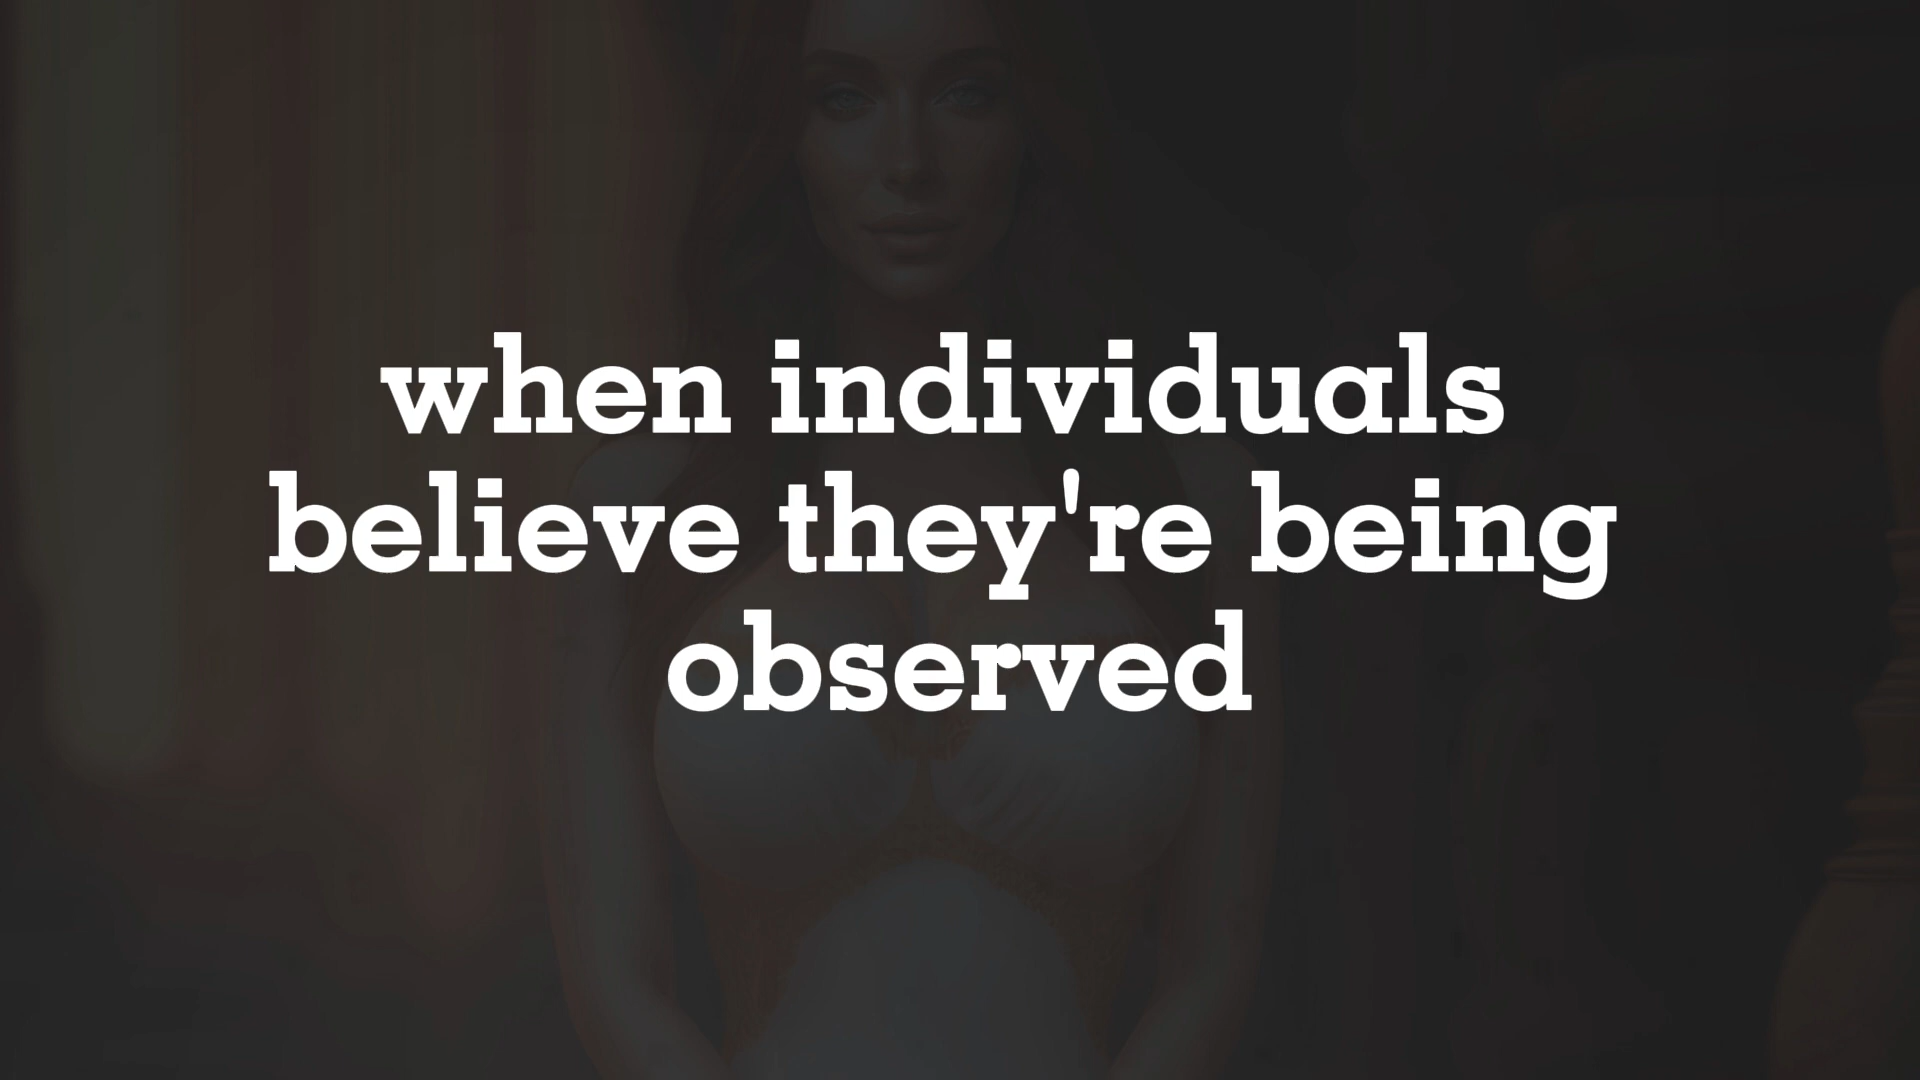 when individuals
believe they're being
observed